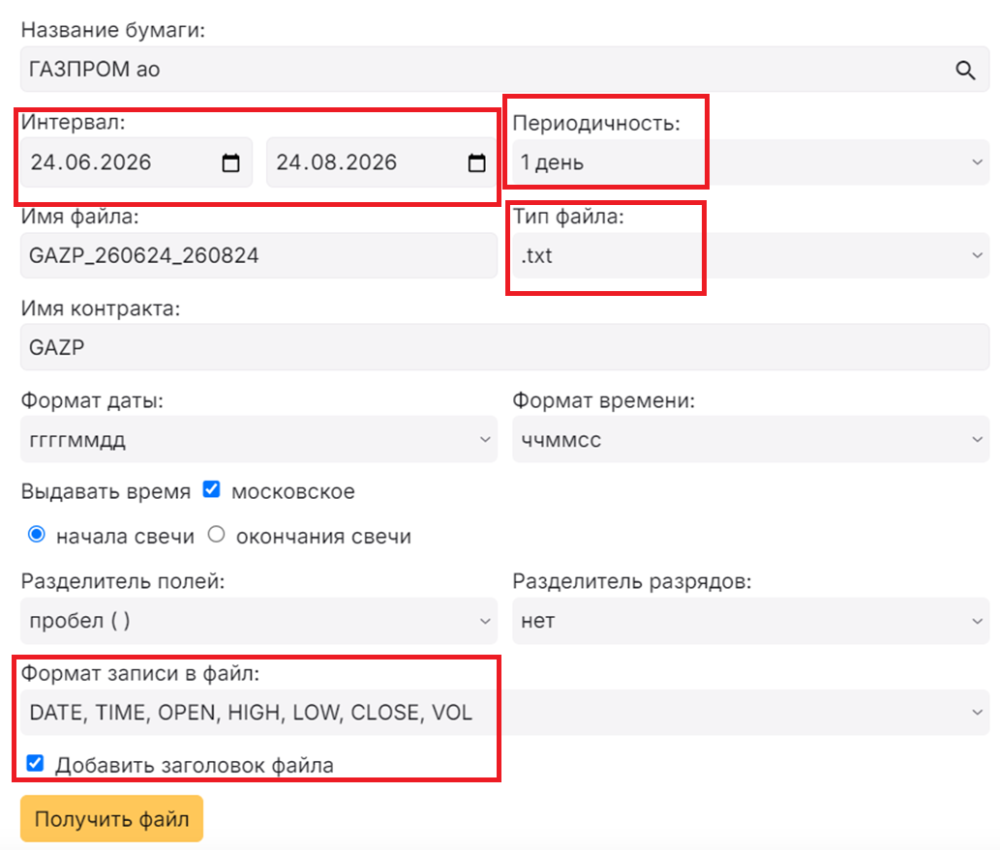 Название бумаги:
ГАЗПРОМ ао
Интервал:
Периодичность:
24.06.2026
24.08.2026
1 день
Имя файла:
Тип файла:
GAZP_260624_260824
.txt
Имя контракта:
GAZP
Формат даты:
Формат времени:
ггггммдд
ччммсс
Выдавать время московское
начала свечи окончания свечи
Разделитель полей:
Разделитель разрядов:
пробел ( )
нет
Формат записи в файл:
DATE, TIME, OPEN, HIGH, LOW, CLOSE, VOL
Добавить заголовок файла
Получить файл